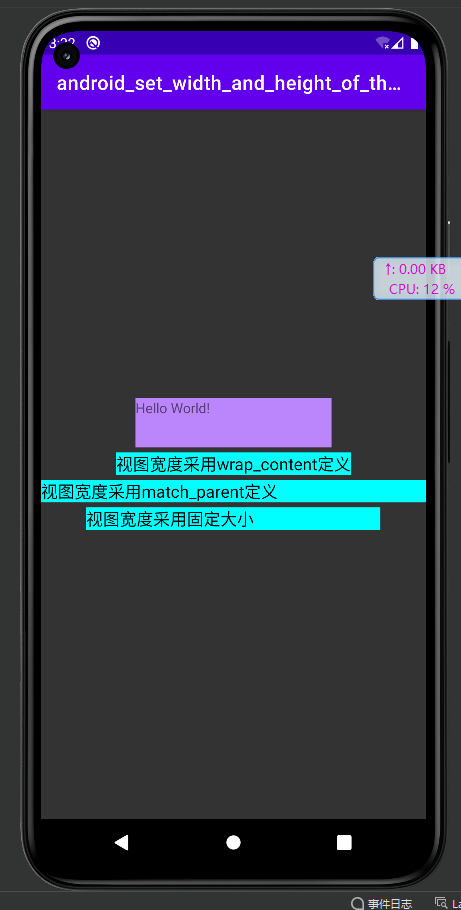 android_set_width_and_height_of_th...
↑: 0.00 KB
CPU: 12 %
Hello World!
视图宽度采用wrap_content定义
视图宽度采用match_parent定义
视图宽度采用固定大小
事件日志